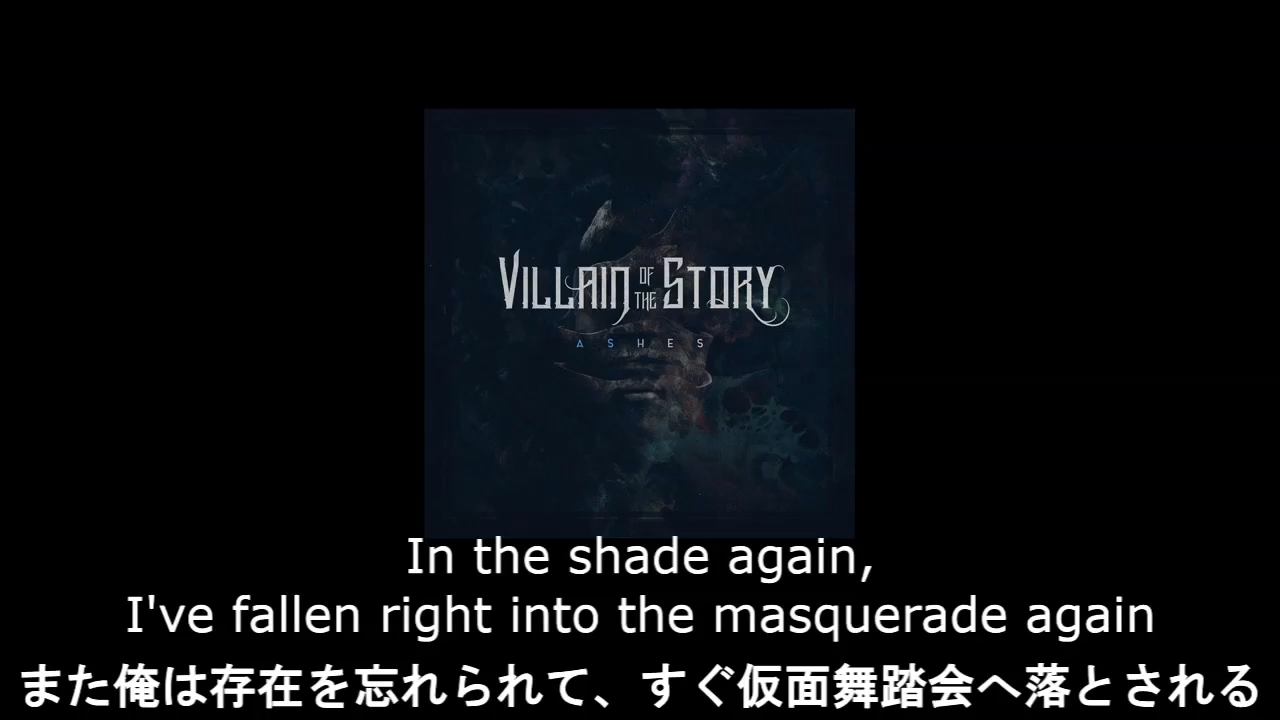 VILLAIN OF THE STORY
ASHES
In the shade again,
I've fallen right into the masquerade again
また俺は存在を忘れられて、すぐ仮面舞踏会へ落とされる